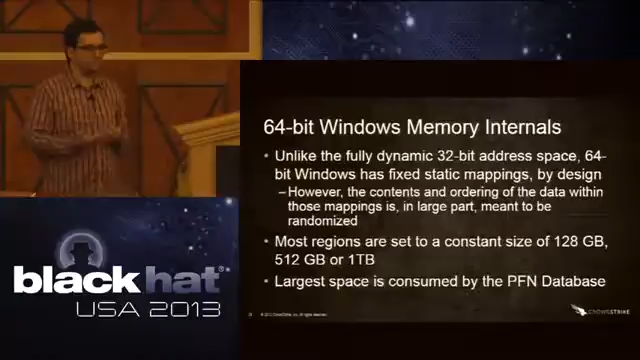 64-bit Windows Memory Internals
• Unlike the fully dynamic 32-bit address space, 64-
bit Windows has fixed static mappings, by design
– However, the contents and ordering of the data within
those mappings is, in large part, meant to be
randomized
• Most regions are set to a constant size of 128 GB,
512 GB or 1TB
• Largest space is consumed by the PFN Database
black hat®
USA 2013
CROWDSTRIKE